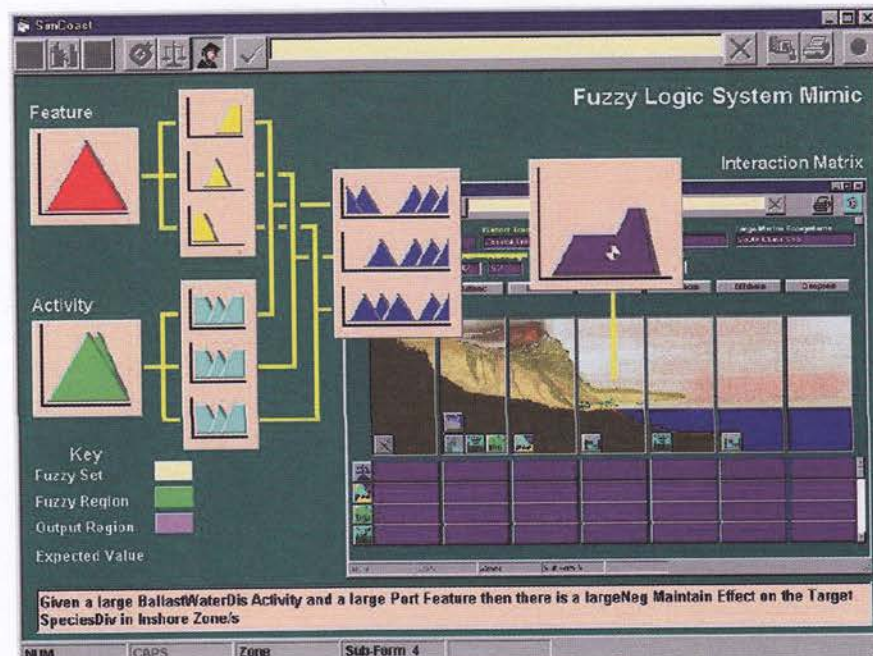 SimCoast
Fuzzy Logic System Mimic
Feature
Interaction Matrix
Activity
Key
Fuzzy Set
Fuzzy Region
Output Region
Expected Value
Offshore
Given a large BallastWaterDis Activity and a large Port Feature then there is a largeNeg Maintain Effect on the Target
SpeciesDiv in Inshore Zone/s
NUM
CAPS
Zone
Sub-Form 4